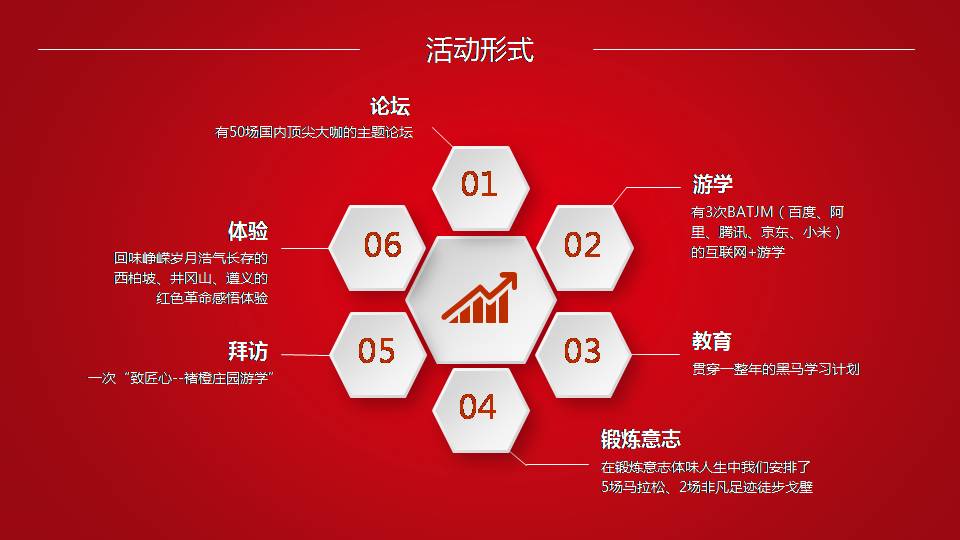 活动形式
论坛
有50场国内顶尖大咖的主题论坛
01
游学
有3次BATJM（百度、阿
里、腾讯、京东、小米）
的互联网+游学
02
教育
贯穿一整年的黑马学习计划
03
锻炼意志
在锻炼意志体味人生中我们安排了
5场马拉松、2场非凡足迹徒步戈壁
04
拜访
一次“致匠心--褚橙庄园游学”
05
体验
回味峥嵘岁月浩气长存的
西柏坡、井冈山、遵义的
红色革命感悟体验
06